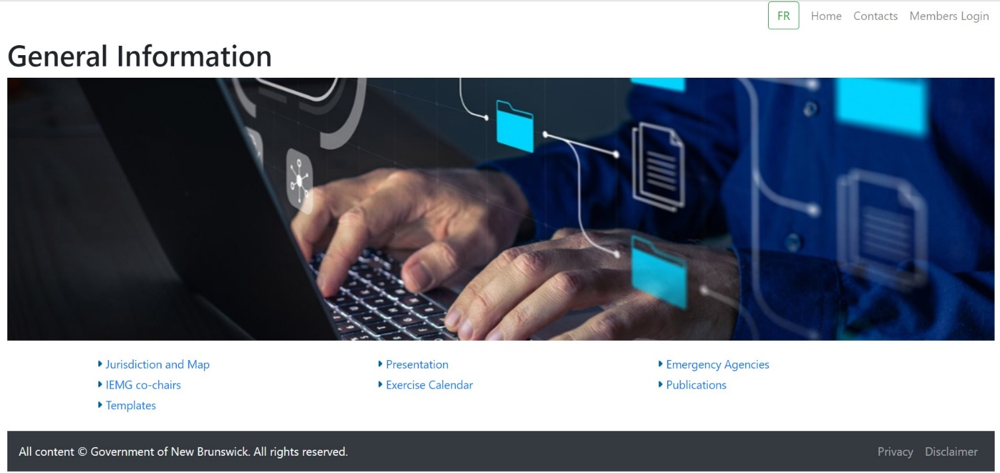 FR Home Contacts Members Login
General Information
Jurisdiction and Map Presentation Emergency Agencies
IEMG co-chairs Exercise Calendar Publications
Templates
All content © Government of New Brunswick. All rights reserved. Privacy Disclaimer